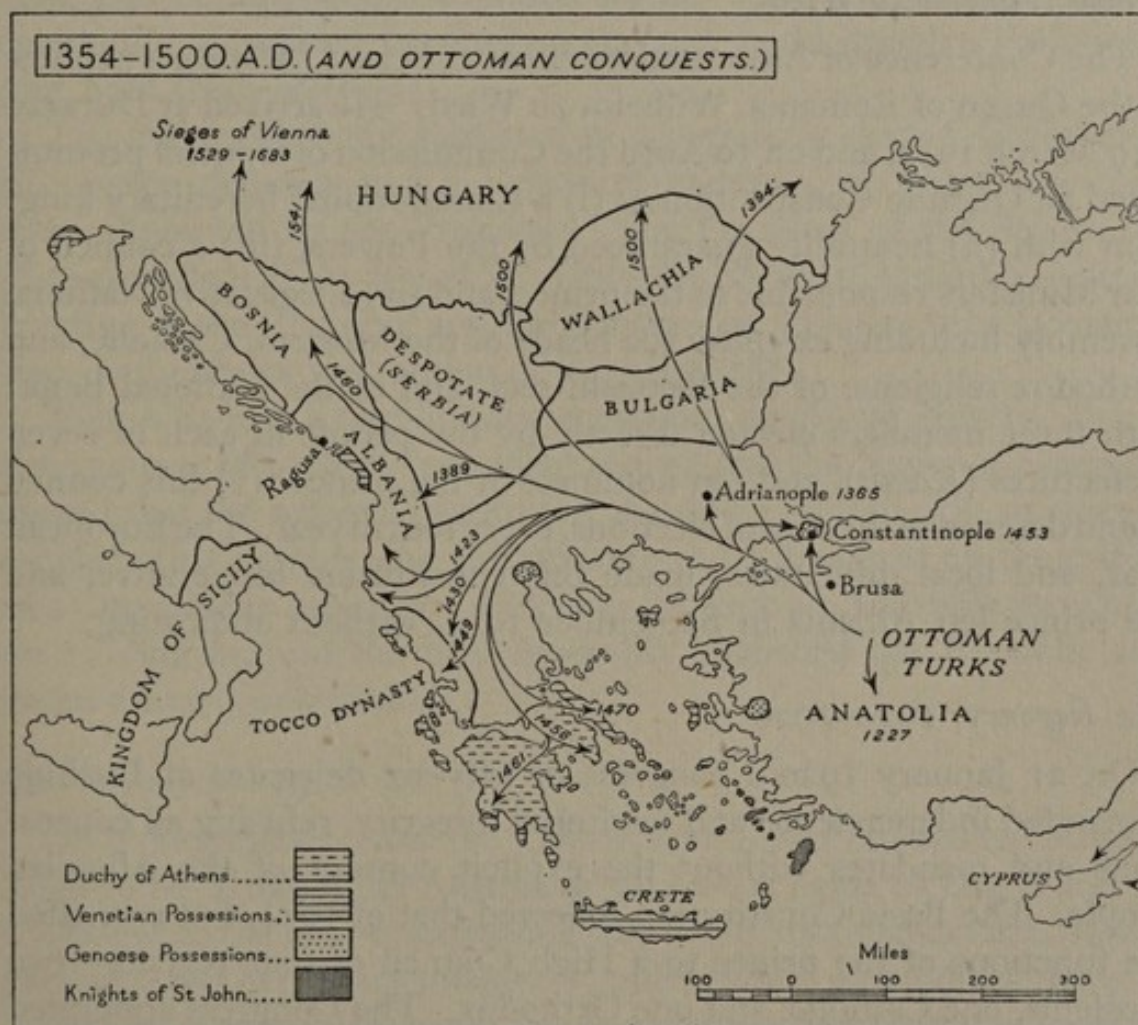 1354–1500.A.D.(AND OTTOMAN CONQUESTS.)
Sieges of Vienna
1529–1683
HUNGARY
1541
1394
1500
1500
WALLACHIA
BOSNIA
DESPOTATE
(SERBIA)
1460
BULGARIA
ALBANIA
Ragusa
1389
Adrianople 1365
Constantinople 1453
1423
Brusa
1430
1449
OTTOMAN
TURKS
KINGDOM OF SICILY
TOCCO DYNASTY
1470
ANATOLIA
1227
1456
1461
Duchy of Athens........
Venetian Possessions..
Genoese Possessions...
Knights of St John......
CRETE
CYPRUS
Miles
100 0 100 200 300